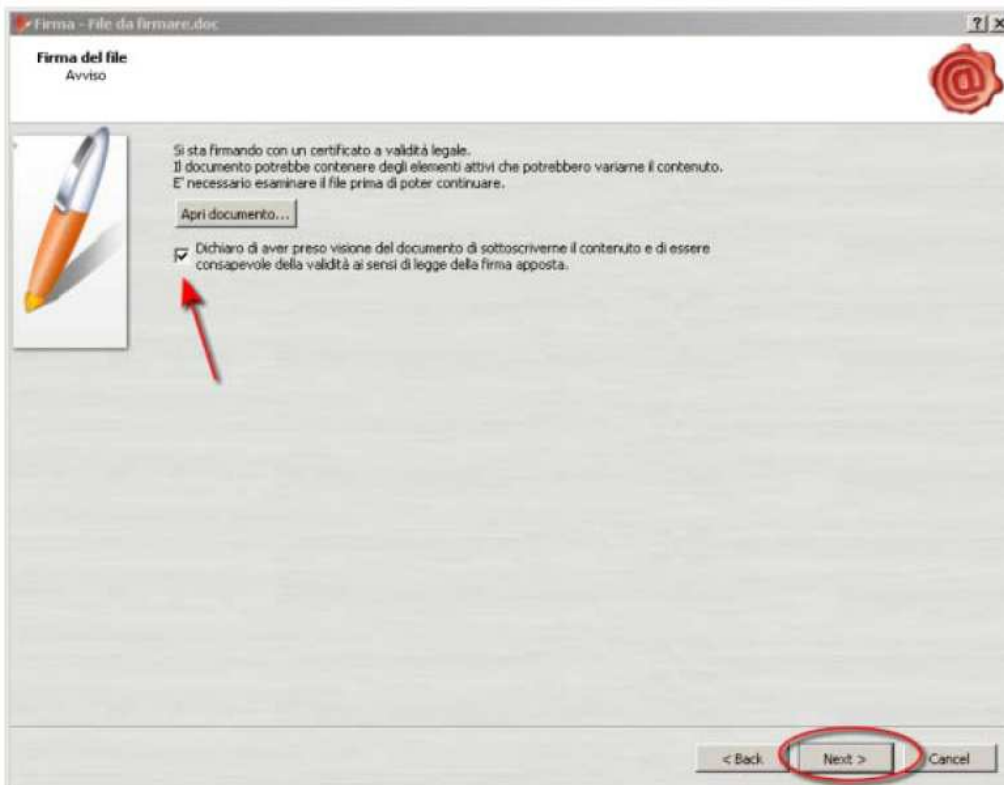 Firma - File da firmare.doc
? x
Firma del file
Avviso
@
Si sta firmando con un certificato a validità legale.
Il documento potrebbe contenere degli elementi attivi che potrebbero variarne il contenuto.
E' necessario esaminare il file prima di poter continuare.
Apri documento...
Dichiaro di aver preso visione del documento di sottoscriverne il contenuto e di essere
consapevole della validità ai sensi di legge della firma apposta.
< Back Next > Cancel